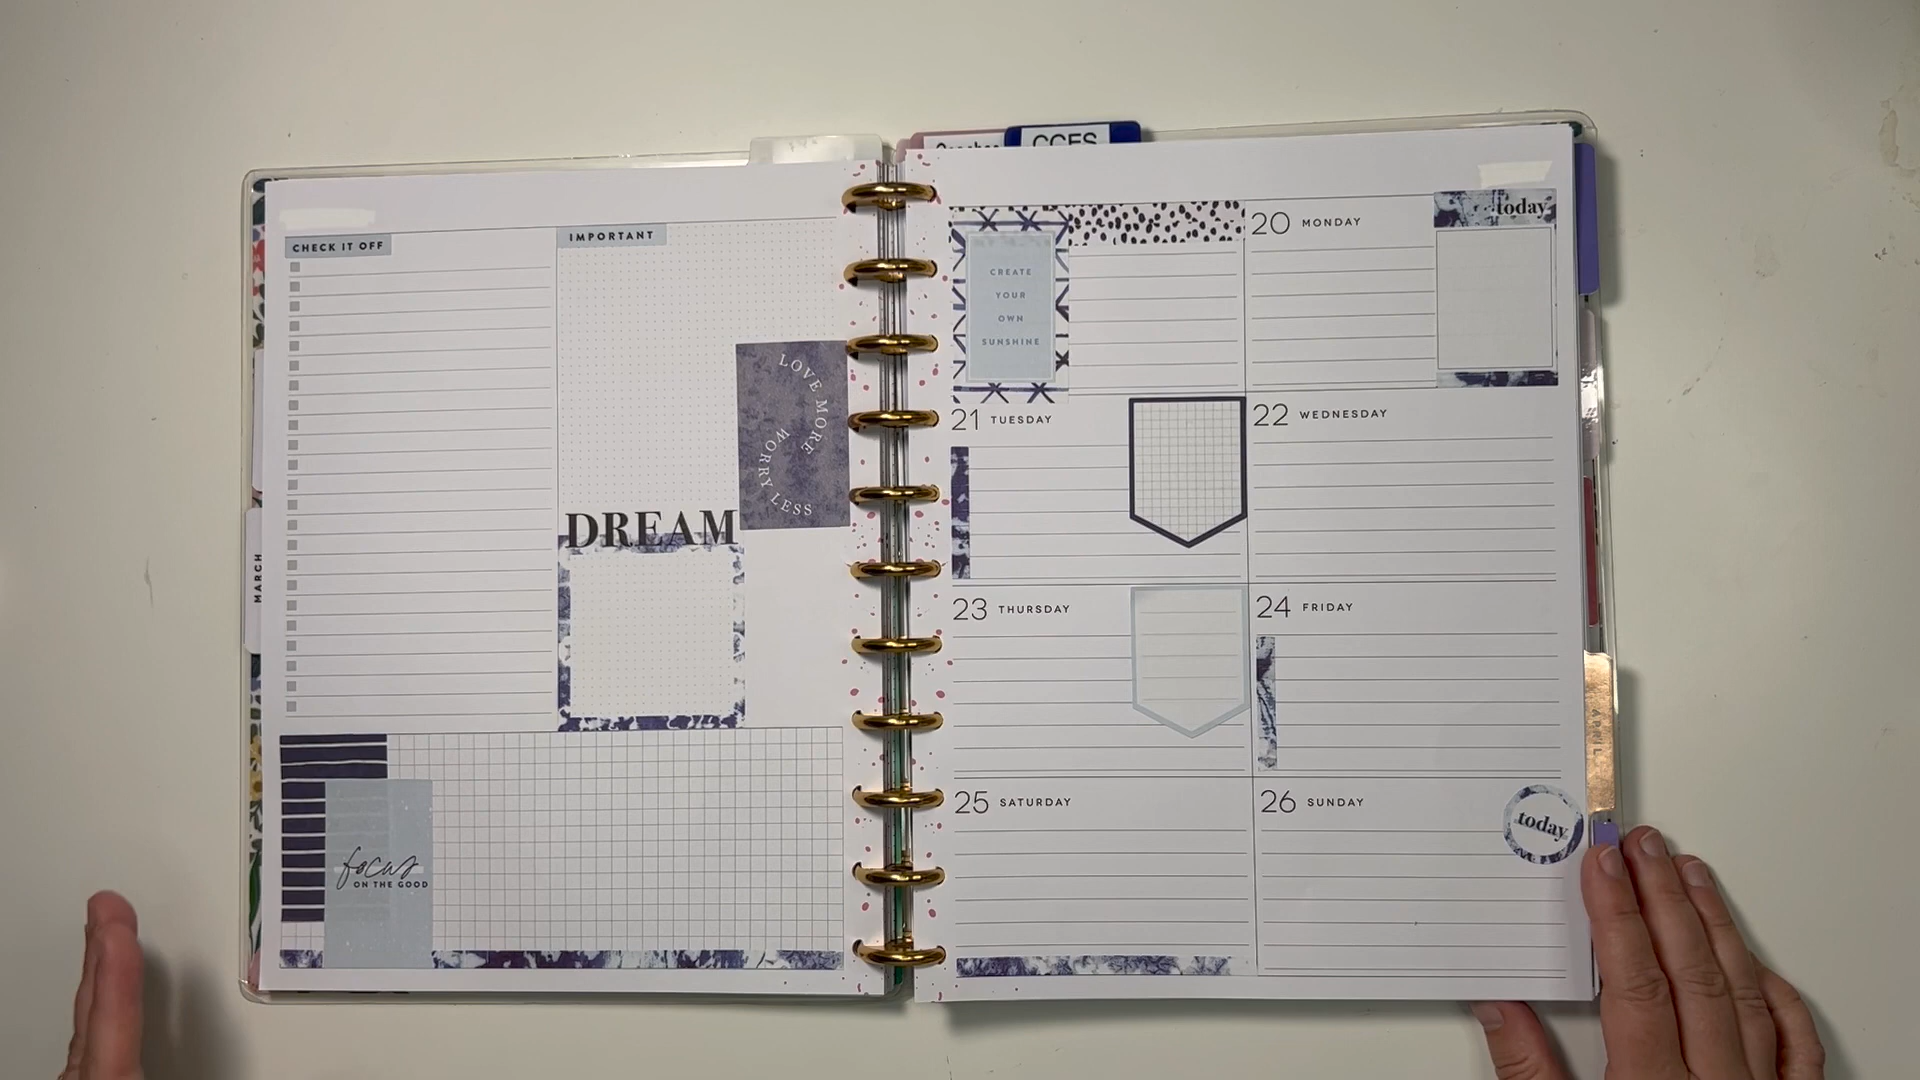 CCES
CHECK IT OFF
IMPORTANT
LOVE MORE
WORRY LESS
DREAM
focus
ON THE GOOD
MARCH
CREATE
YOUR
OWN
SUNSHINE
20 MONDAY
today
21 TUESDAY
22 WEDNESDAY
23 THURSDAY
24 FRIDAY
25 SATURDAY
26 SUNDAY
today
APRIL